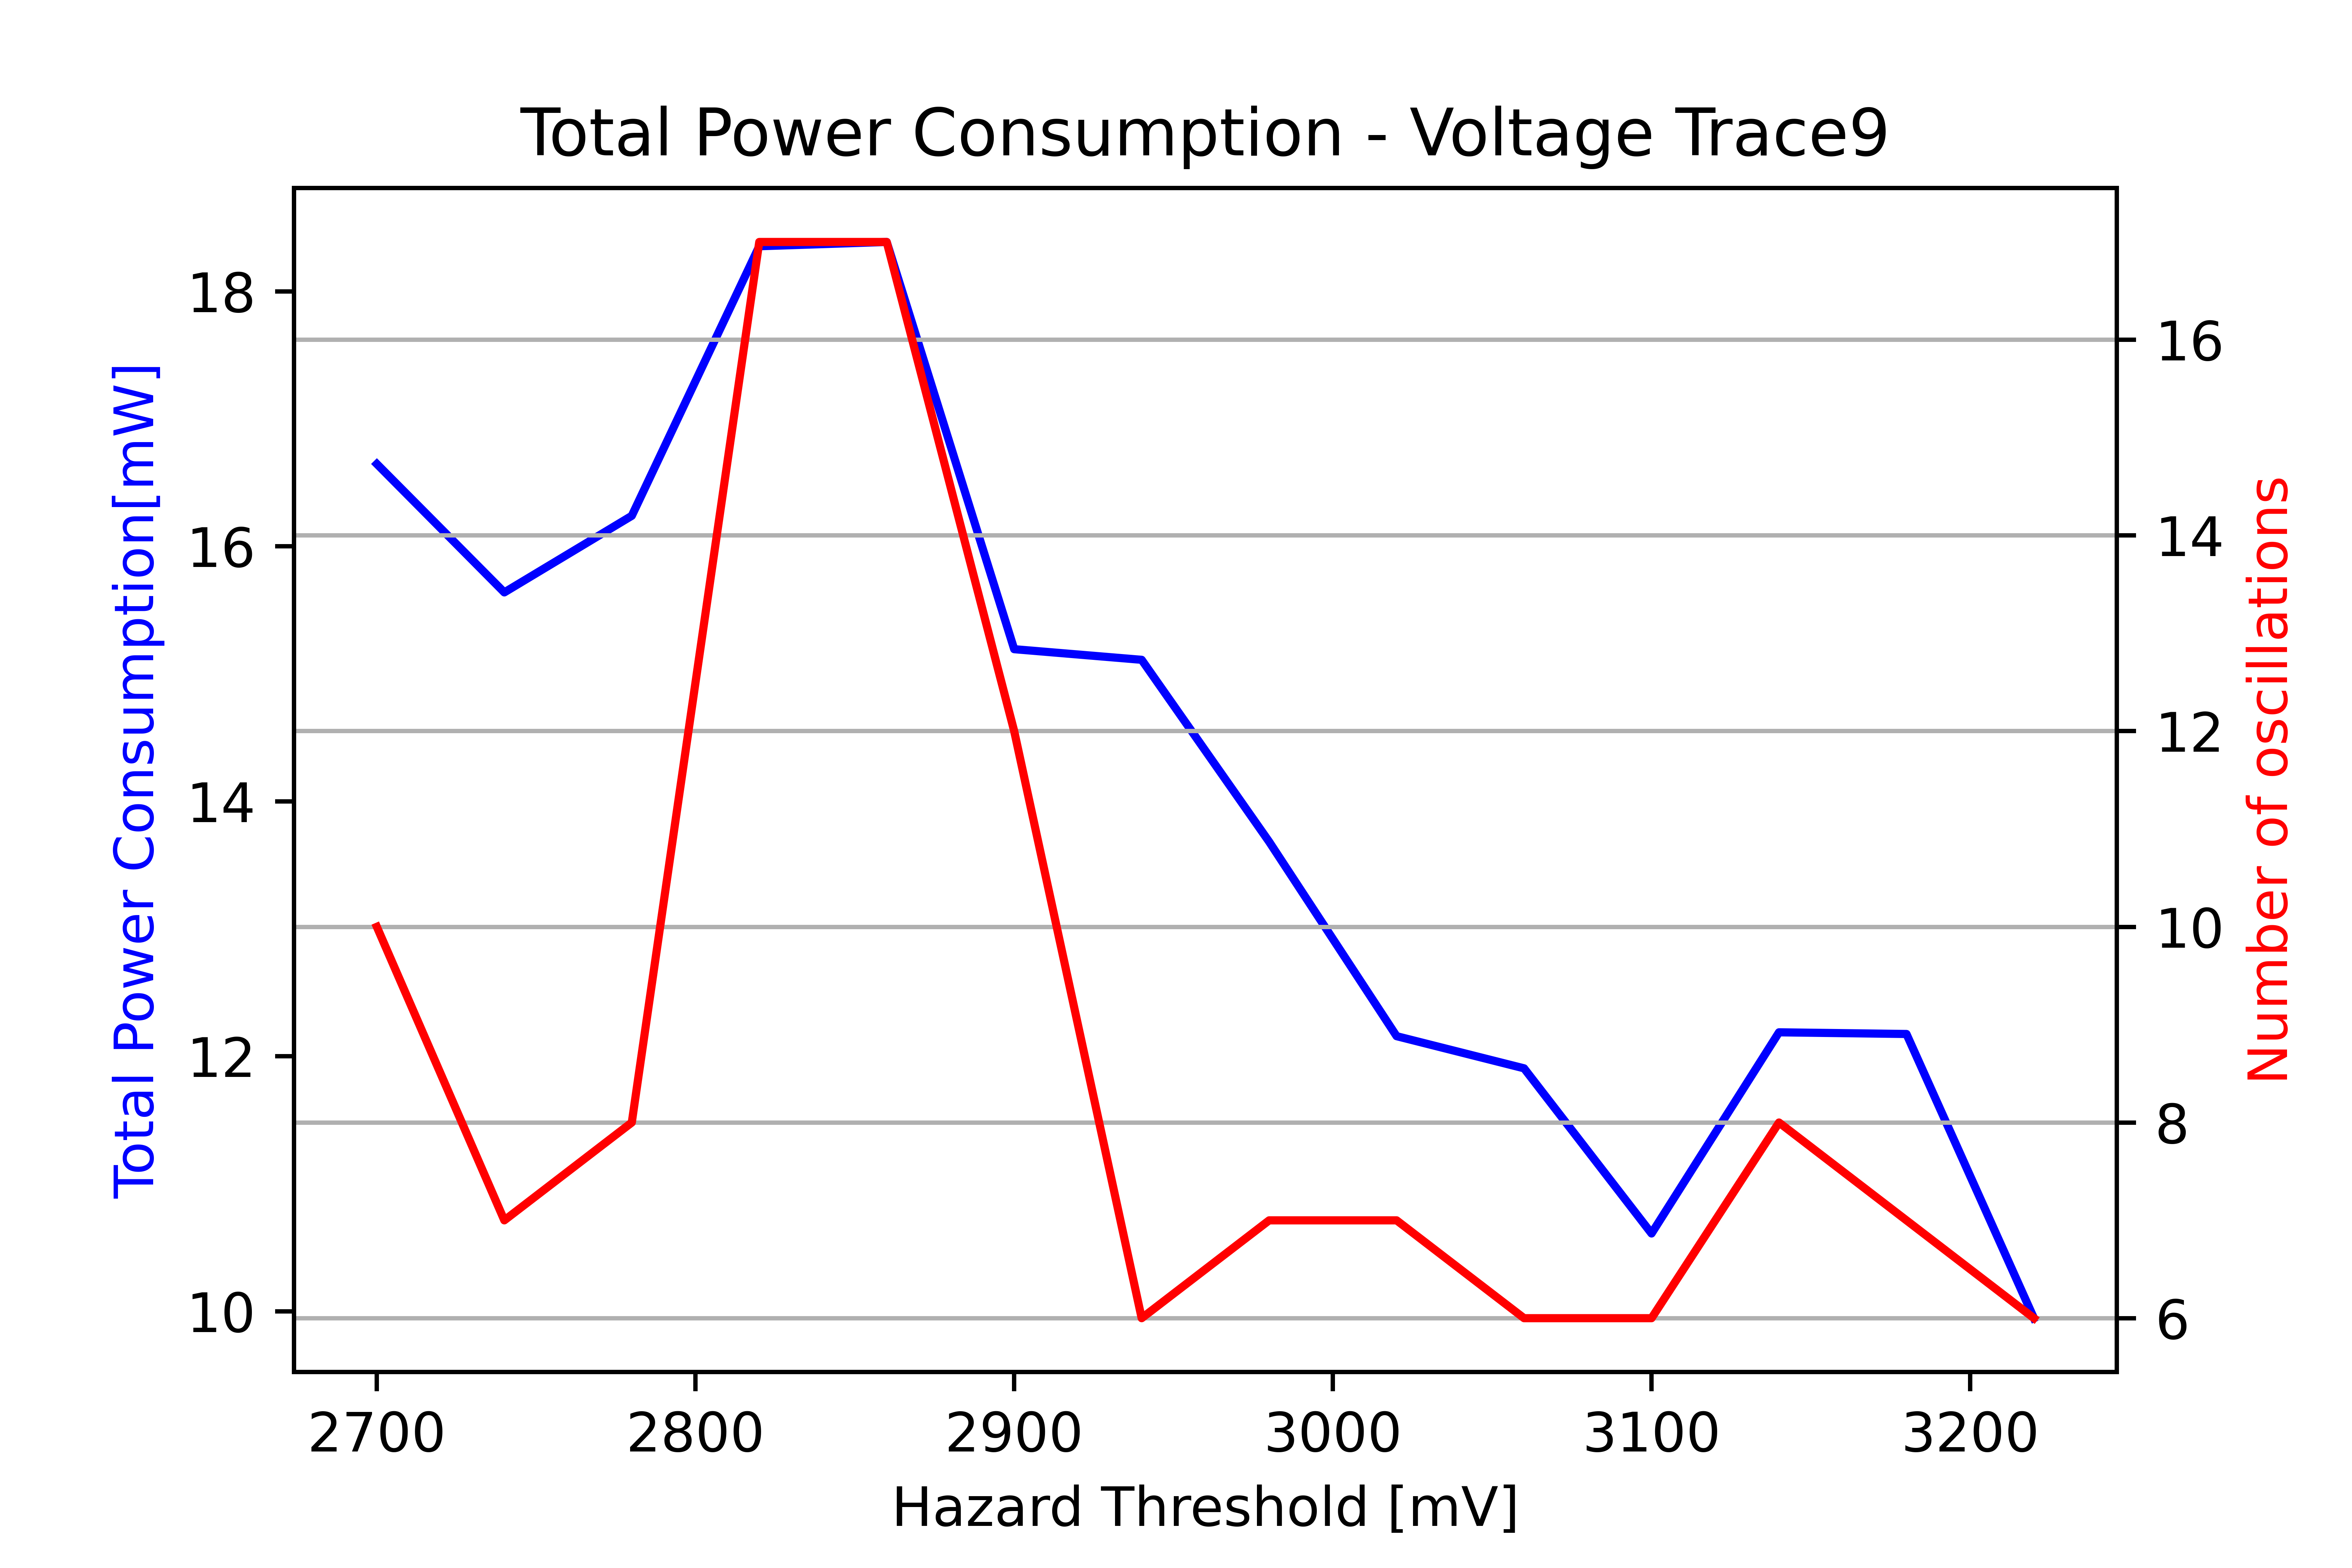 Total Power Consumption - Voltage Trace9
Total Power Consumption[mW]
18
16
14
12
10
16
14
12
10
8
6
Number of oscillations
2700 2800 2900 3000 3100 3200
Hazard Threshold [mV]